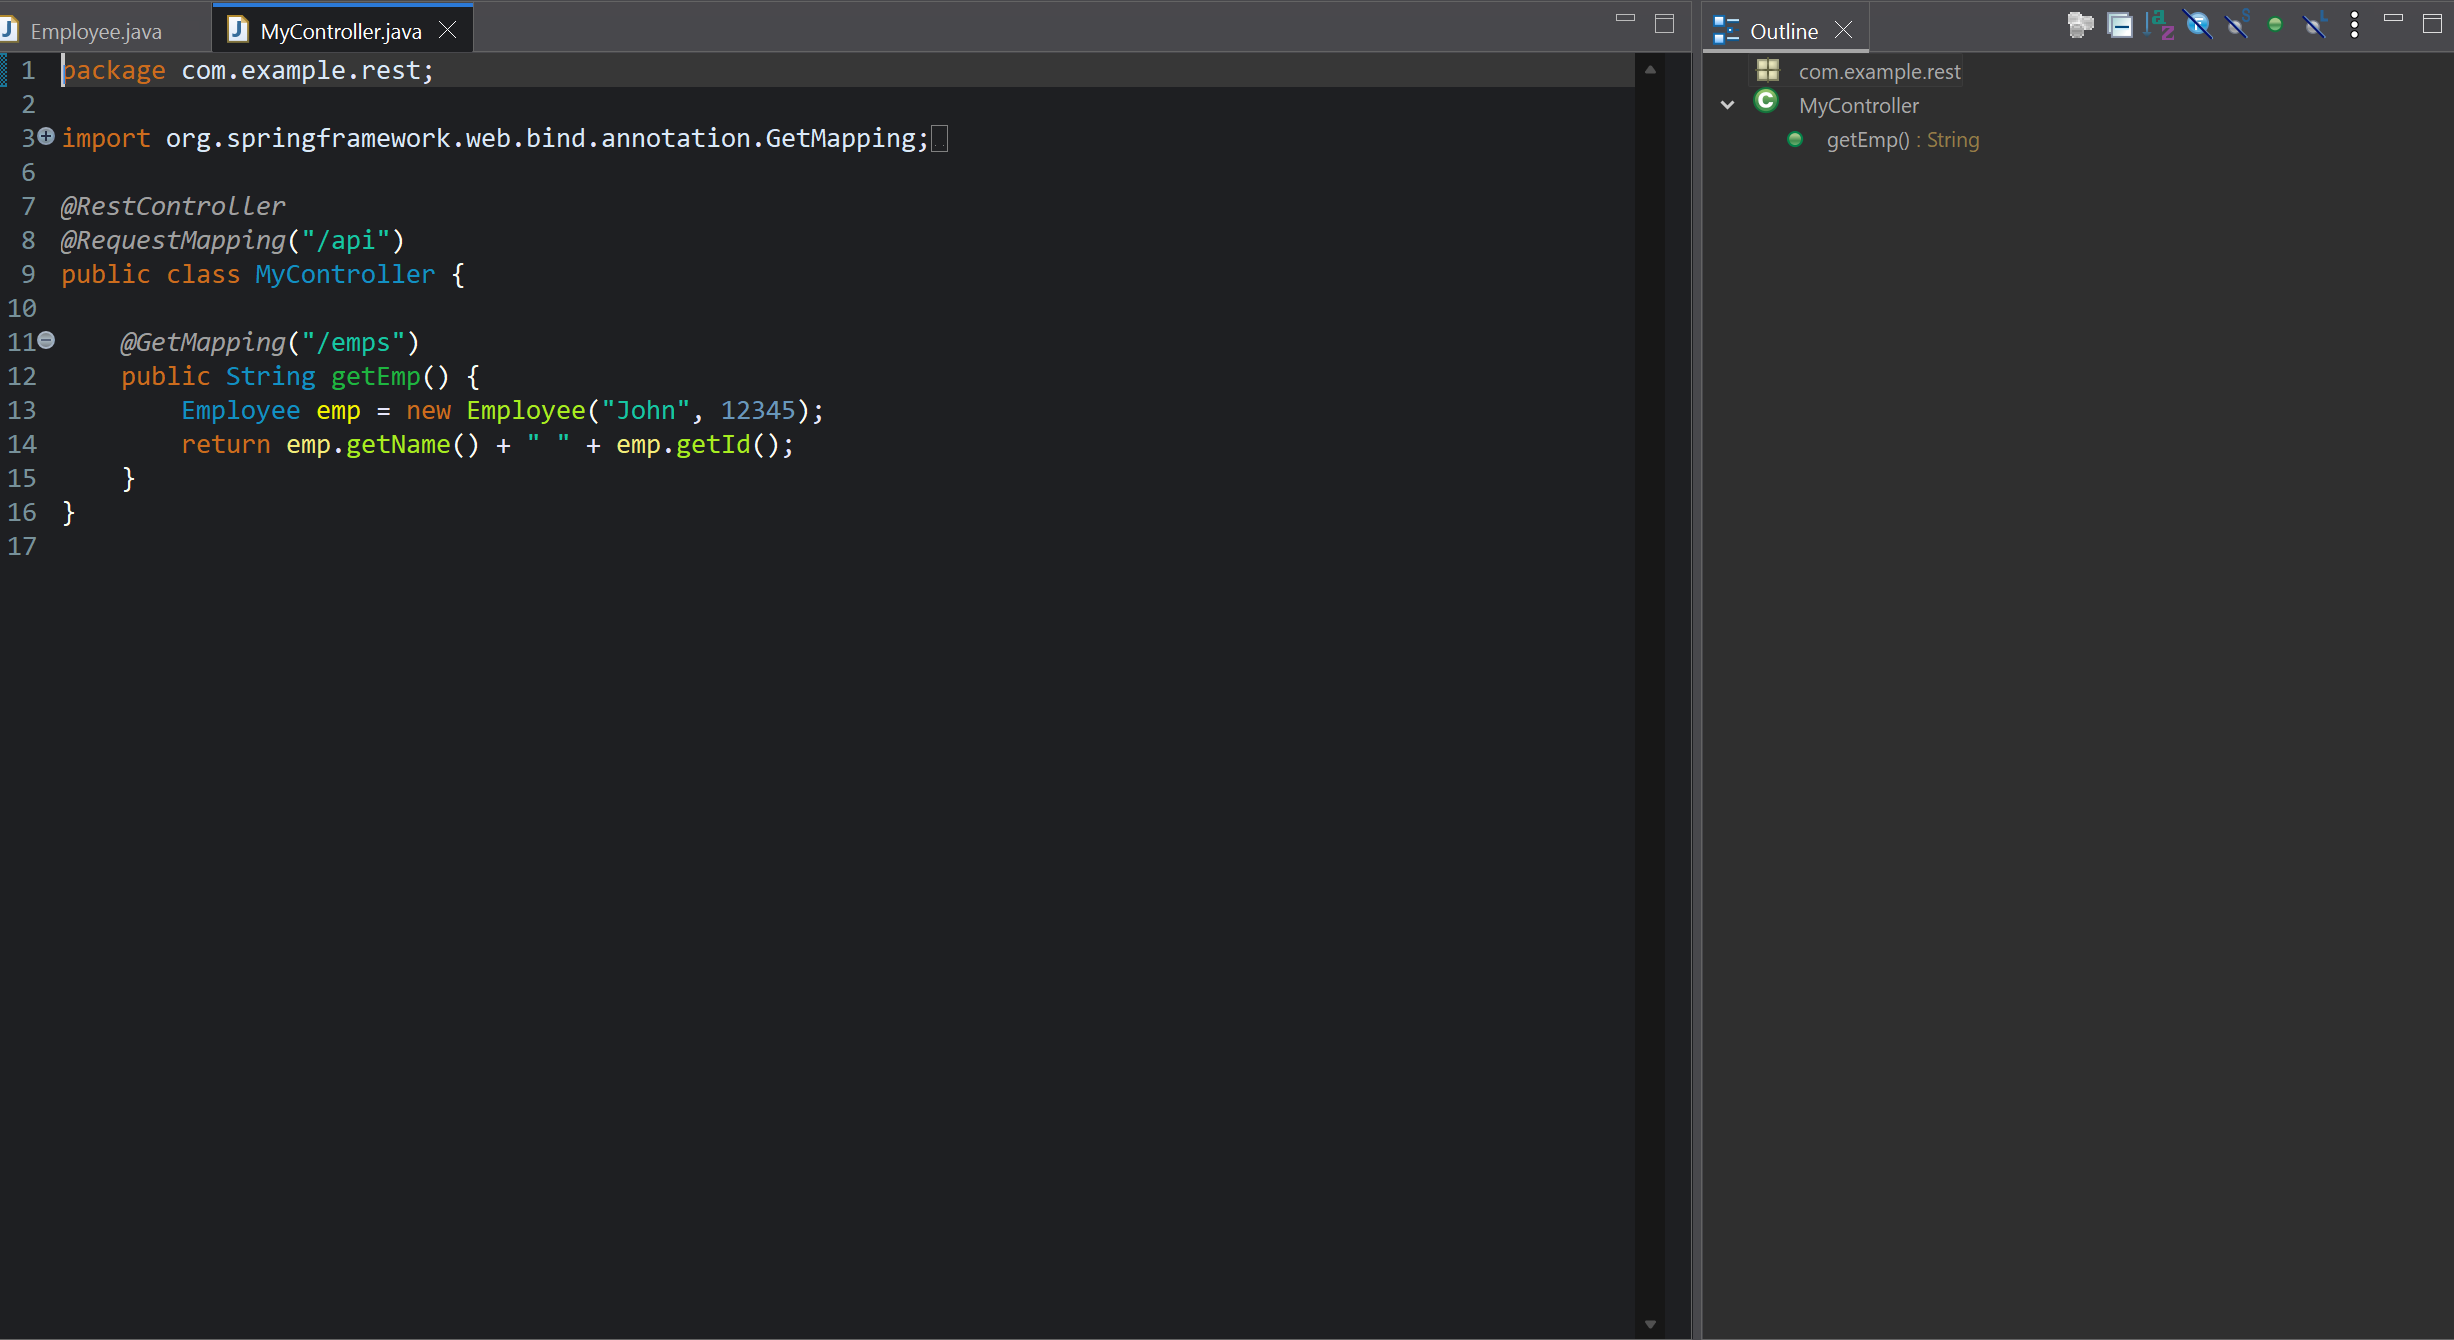 Employee.java
MyController.java
1 package com.example.rest;
2
3 import org.springframework.web.bind.annotation.GetMapping;
6
7 @RestController
8 @RequestMapping("/api")
9 public class MyController {
10
11 @GetMapping("/emps")
12 public String getEmp() {
13 Employee emp = new Employee("John", 12345);
14 return emp.getName() + " " + emp.getId();
15 }
16 }
17
Outline
com.example.rest
MyController
getEmp() : String